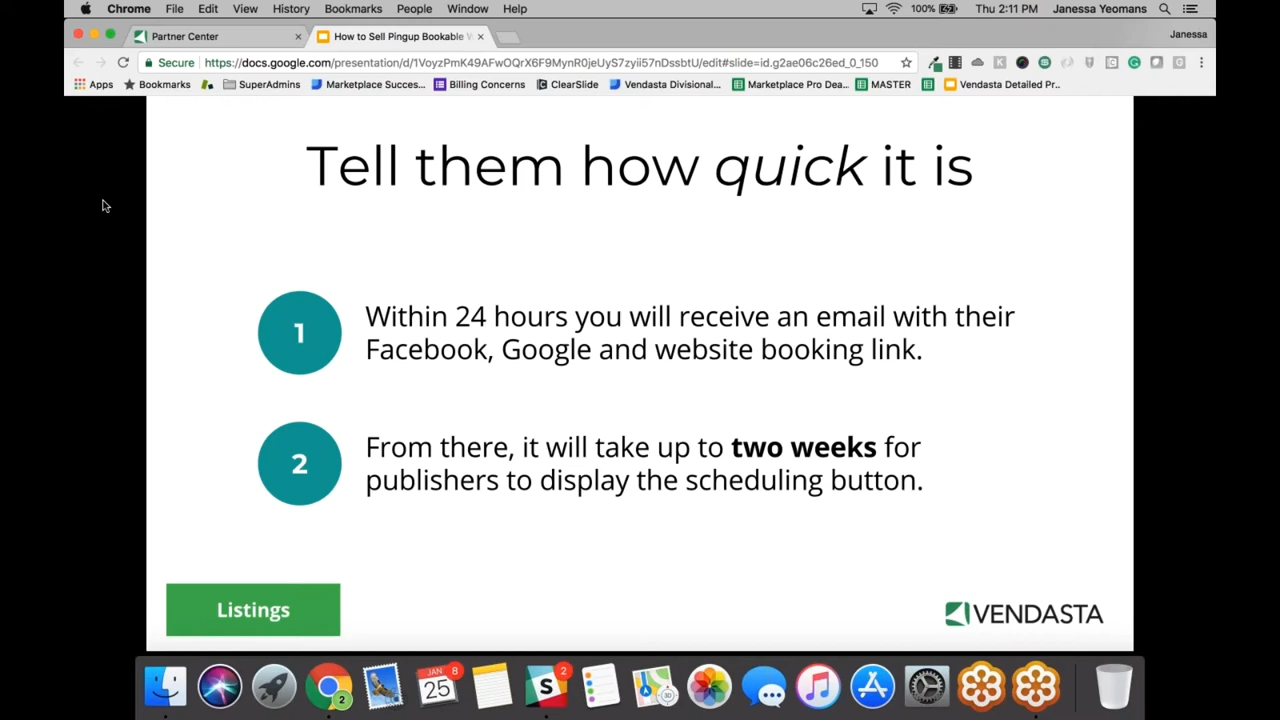 Chrome File Edit View History Bookmarks People Window Help 100% Thu 2:11 PM Janessa Yeomans
Partner Center How to Sell Pingup Bookable Janessa
Secure https://docs.google.com/presentation/d/1VoyzPmK49AFwOQrX6F9MynR0jeUyS7zyii57nDssbtU/edit#slide=id.g2ae06c26ed_0_150
Apps Bookmarks SuperAdmins Marketplace Succes... Billing Concerns ClearSlide Vendasta Divisional... Marketplace Pro Dea... MASTER Vendasta Detailed Pr...
Tell them how quick it is
1
Within 24 hours you will receive an email with their
Facebook, Google and website booking link.
2
From there, it will take up to two weeks for
publishers to display the scheduling button.
Listings
VENDASTA
2
JAN
25
8
S
2
3D